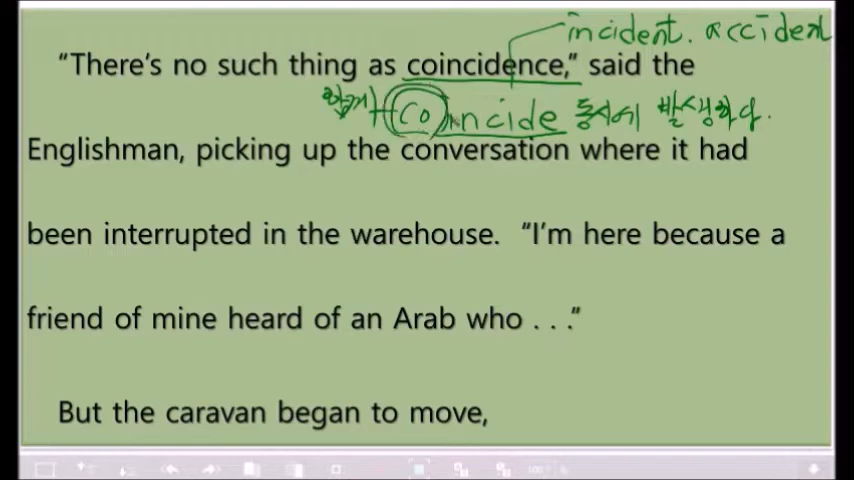 incident. accident
“There’s no such thing as coincidence,” said the
함께 co incide 동시에 발생하다.
Englishman, picking up the conversation where it had
been interrupted in the warehouse. “I’m here because a
friend of mine heard of an Arab who . . .”
But the caravan began to move,